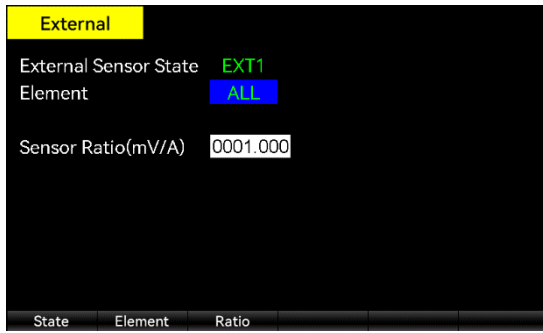 External
External Sensor State EXT1
Element ALL
Sensor Ratio(mV/A) 0001.000
State Element Ratio